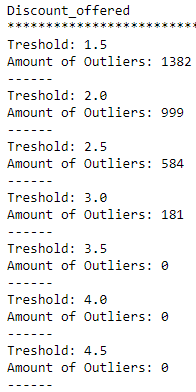 Discount_offered
**************************
Treshold: 1.5
Amount of Outliers: 1382
------
Treshold: 2.0
Amount of Outliers: 999
------
Treshold: 2.5
Amount of Outliers: 584
------
Treshold: 3.0
Amount of Outliers: 181
------
Treshold: 3.5
Amount of Outliers: 0
------
Treshold: 4.0
Amount of Outliers: 0
------
Treshold: 4.5
Amount of Outliers: 0
------